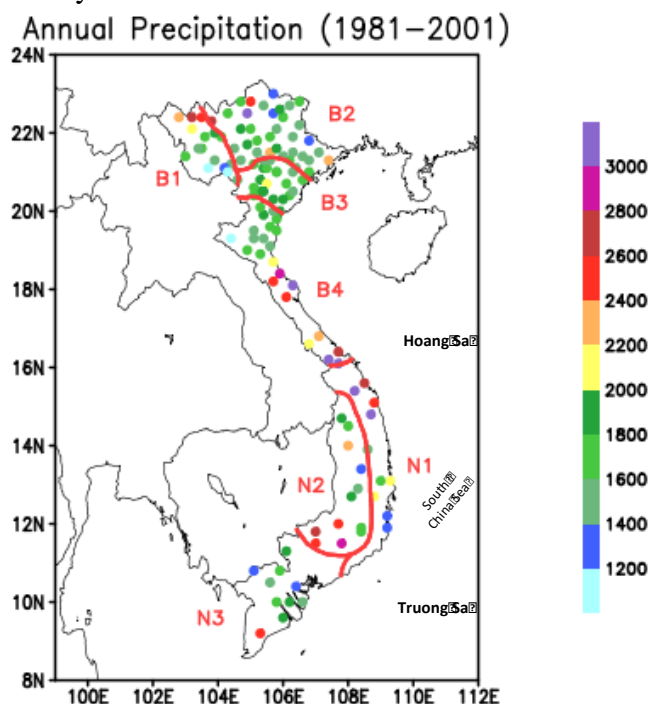 Annual Precipitation (1981–2001)
24N
22N
20N
18N
16N
14N
12N
10N
8N
B2
B1
B3
B4
Hoang Sa
N1
N2
South
China Sea
Truong Sa
N3
100E 102E 104E 106E 108E 110E 112E
3000
2800
2600
2400
2200
2000
1800
1600
1400
1200